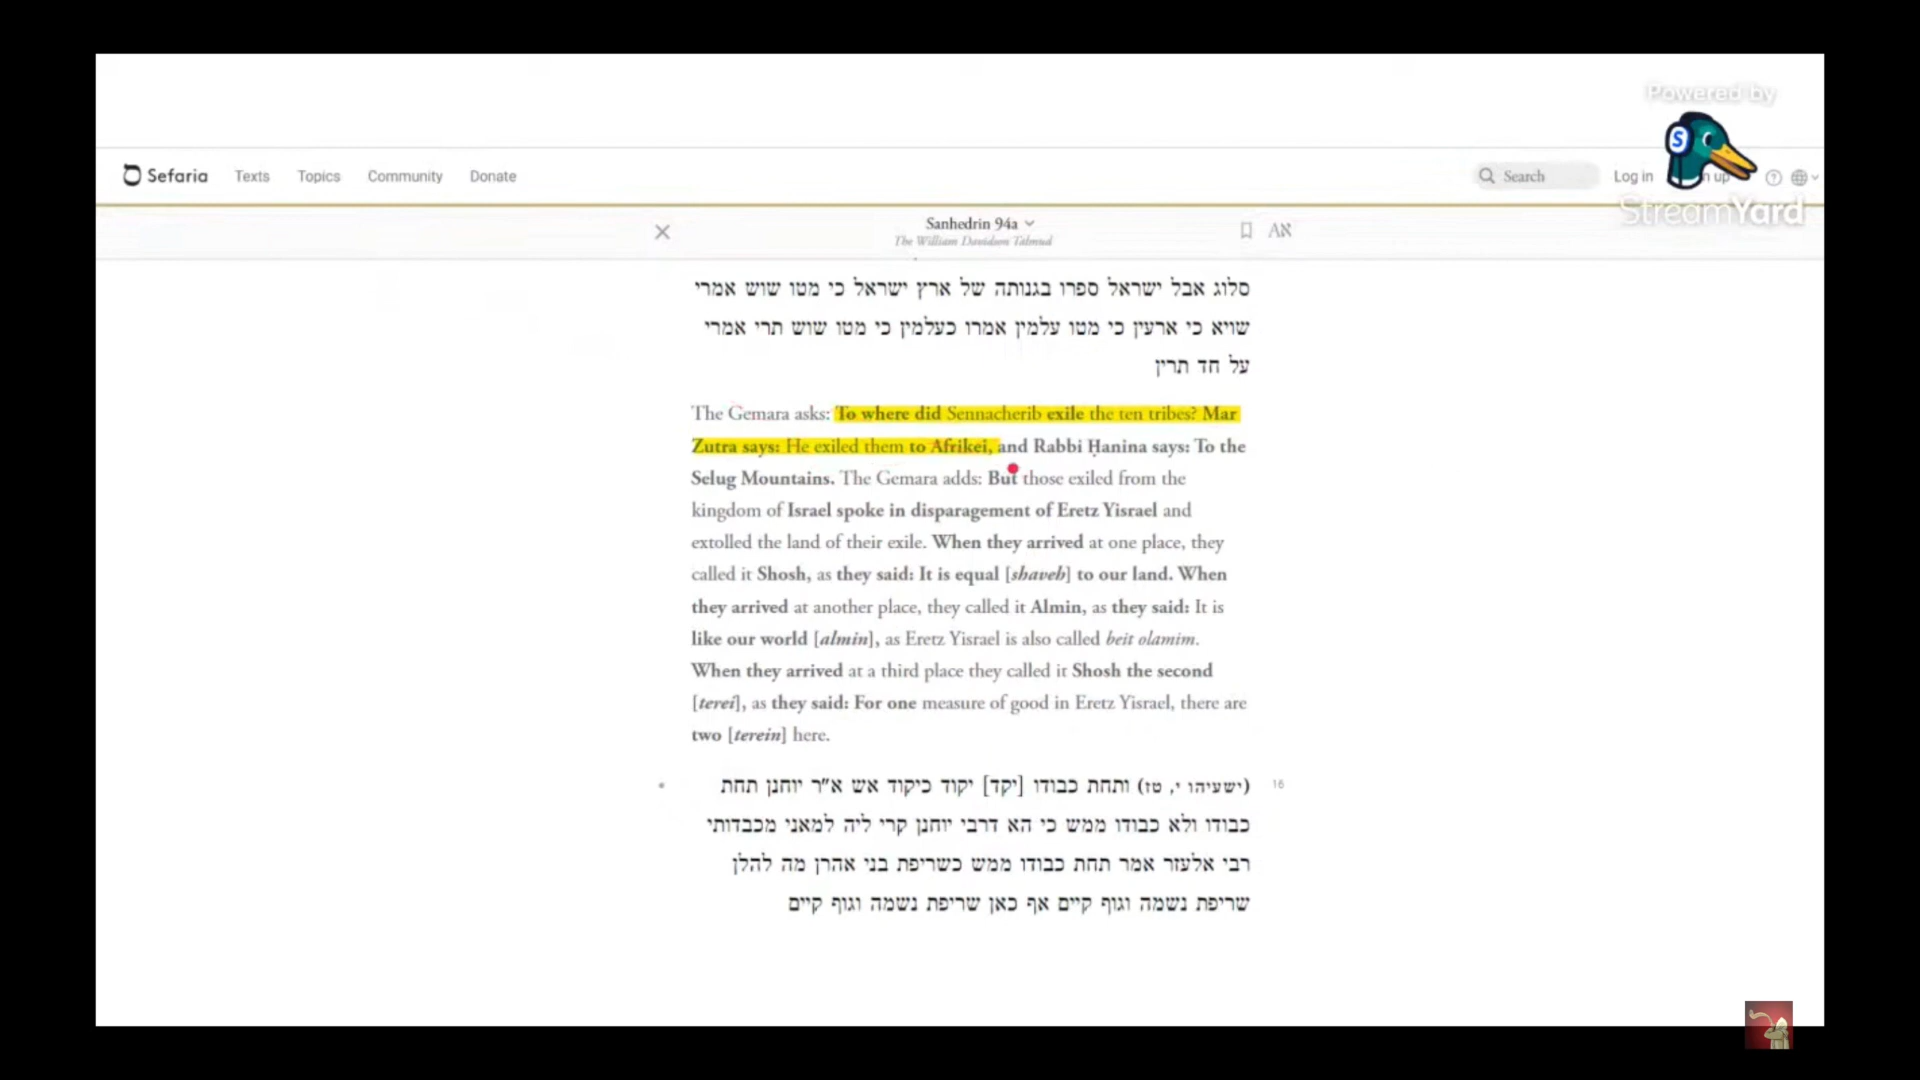 Powered by
StreamYard
Sefaria Texts Topics Community Donate Search Log in
Sanhedrin 94a
The William Davidson Talmud
סלוג אבל ישראל ספרו בגנותה של ארץ ישראל כי מטו שוש אמרי
שויא כי ארעין כי מטו עלמין אמרו כעלמין כי מטו שוש תרי אמרי
על חד תרין
The Gemara asks: To where did Sennacherib exile the ten tribes? Mar
Zutra says: He exiled them to Afrikei, and Rabbi Ḥanina says: To the
Selug Mountains. The Gemara adds: But those exiled from the
kingdom of Israel spoke in disparagement of Eretz Yisrael and
extolled the land of their exile. When they arrived at one place, they
called it Shosh, as they said: It is equal [shaveh] to our land. When
they arrived at another place, they called it Almin, as they said: It is
like our world [almin], as Eretz Yisrael is also called beit olamim.
When they arrived at a third place they called it Shosh the second
[terei], as they said: For one measure of good in Eretz Yisrael, there are
two [terein] here.
(ישעיהו י, טז) ותחת כבודו [יקד] יקוד כיקוד אש א״ר יוחנן תחת 16
כבודו ולא כבודו ממש כי הא דרבי יוחנן קרי ליה למאני מכבדותי
רבי אלעזר אמר תחת כבודו ממש כשריפת בני אהרן מה להלן
שריפת נשמה וגוף קיים אף כאן שריפת נשמה וגוף קיים